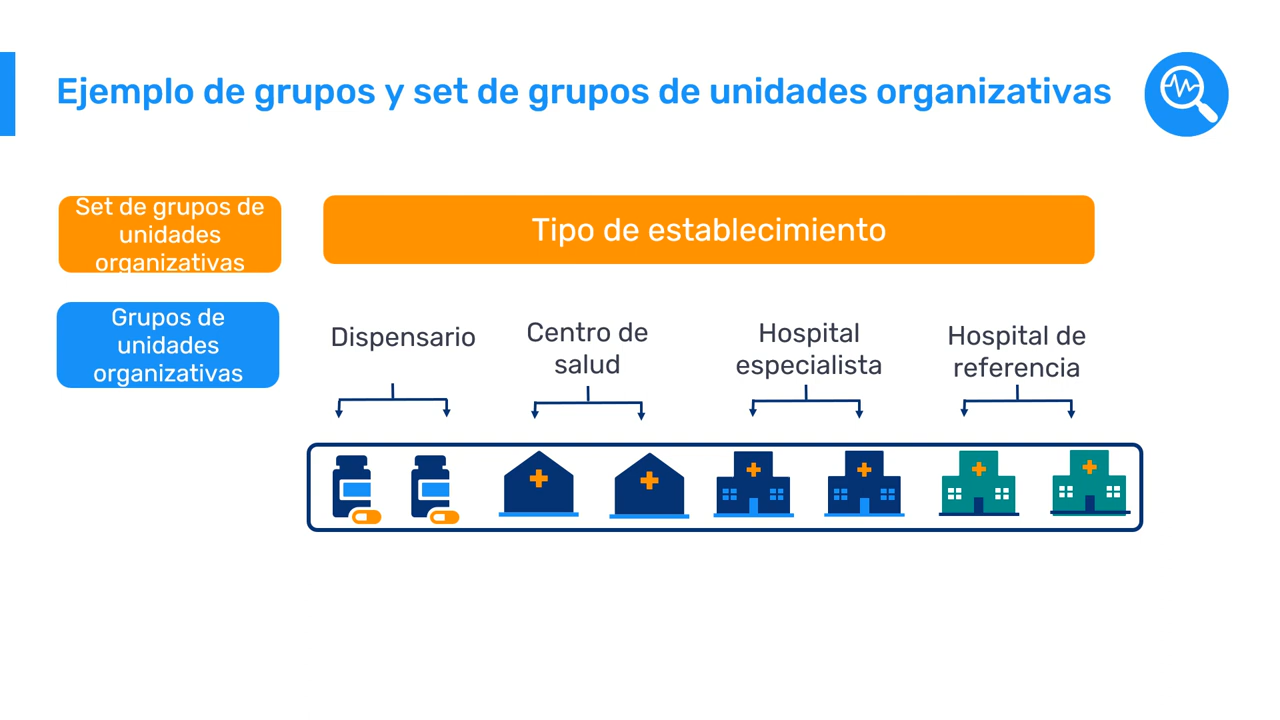 Ejemplo de grupos y set de grupos de unidades organizativas
Set de grupos de
unidades
organizativas
Tipo de establecimiento
Grupos de
unidades
organizativas
Dispensario
Centro de
salud
Hospital
especialista
Hospital de
referencia